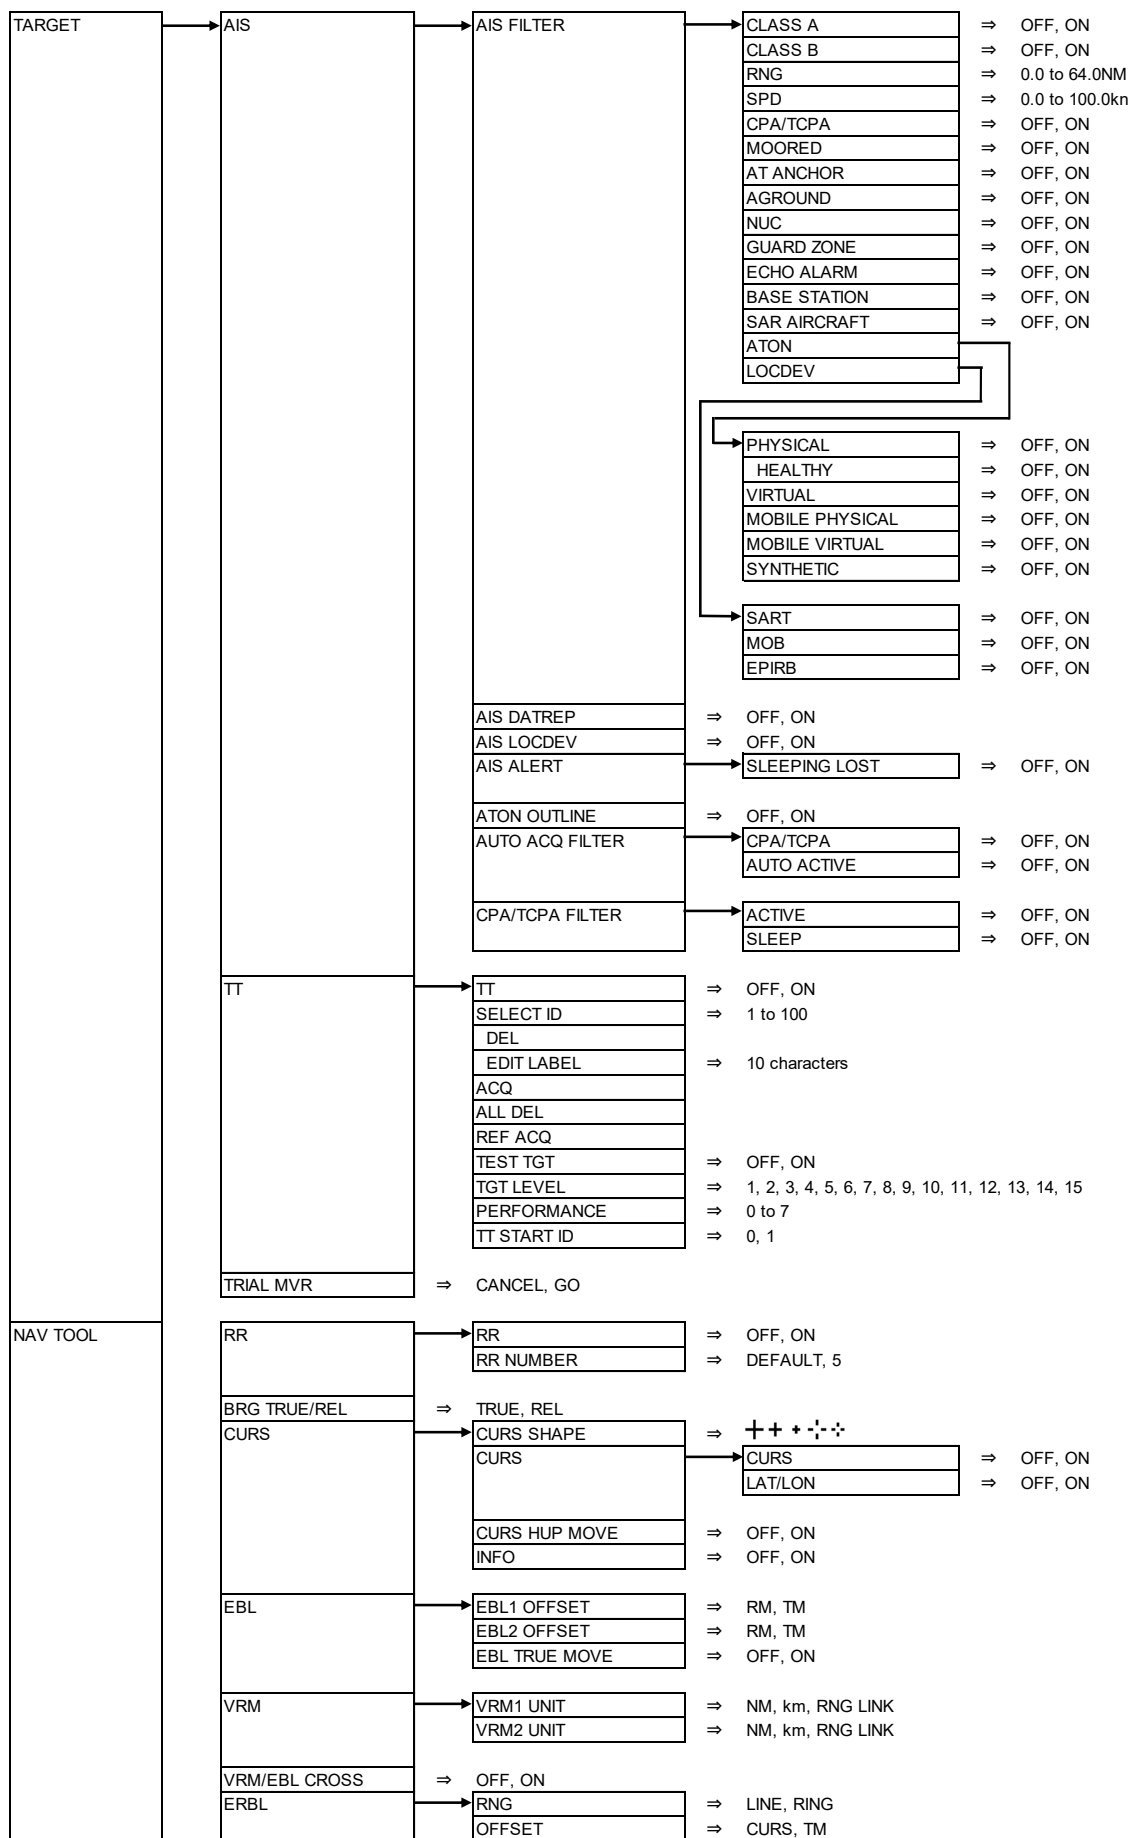 TARGET AIS AIS FILTER CLASS A ⇒ OFF, ON
CLASS B ⇒ OFF, ON
RNG ⇒ 0.0 to 64.0NM
SPD ⇒ 0.0 to 100.0kn
CPA/TCPA ⇒ OFF, ON
MOORED ⇒ OFF, ON
AT ANCHOR ⇒ OFF, ON
AGROUND ⇒ OFF, ON
NUC ⇒ OFF, ON
GUARD ZONE ⇒ OFF, ON
ECHO ALARM ⇒ OFF, ON
BASE STATION ⇒ OFF, ON
SAR AIRCRAFT ⇒ OFF, ON
ATON
LOCDEV
PHYSICAL ⇒ OFF, ON
HEALTHY ⇒ OFF, ON
VIRTUAL ⇒ OFF, ON
MOBILE PHYSICAL ⇒ OFF, ON
MOBILE VIRTUAL ⇒ OFF, ON
SYNTHETIC ⇒ OFF, ON
SART ⇒ OFF, ON
MOB ⇒ OFF, ON
EPIRB ⇒ OFF, ON
AIS DATREP ⇒ OFF, ON
AIS LOCDEV ⇒ OFF, ON
AIS ALERT SLEEPING LOST ⇒ OFF, ON
ATON OUTLINE ⇒ OFF, ON
AUTO ACQ FILTER CPA/TCPA ⇒ OFF, ON
AUTO ACTIVE ⇒ OFF, ON
CPA/TCPA FILTER ACTIVE ⇒ OFF, ON
SLEEP ⇒ OFF, ON
TT TT ⇒ OFF, ON
SELECT ID ⇒ 1 to 100
DEL
EDIT LABEL ⇒ 10 characters
ACQ
ALL DEL
REF ACQ
TEST TGT ⇒ OFF, ON
TGT LEVEL ⇒ 1, 2, 3, 4, 5, 6, 7, 8, 9, 10, 11, 12, 13, 14, 15
PERFORMANCE ⇒ 0 to 7
TT START ID ⇒ 0, 1
TRIAL MVR ⇒ CANCEL, GO
NAV TOOL RR RR ⇒ OFF, ON
RR NUMBER ⇒ DEFAULT, 5
BRG TRUE/REL ⇒ TRUE, REL
CURS CURS SHAPE ⇒
CURS CURS ⇒ OFF, ON
LAT/LON ⇒ OFF, ON
CURS HUP MOVE ⇒ OFF, ON
INFO ⇒ OFF, ON
EBL EBL1 OFFSET ⇒ RM, TM
EBL2 OFFSET ⇒ RM, TM
EBL TRUE MOVE ⇒ OFF, ON
VRM VRM1 UNIT ⇒ NM, km, RNG LINK
VRM2 UNIT ⇒ NM, km, RNG LINK
VRM/EBL CROSS ⇒ OFF, ON
ERBL RNG ⇒ LINE, RING
OFFSET ⇒ CURS, TM